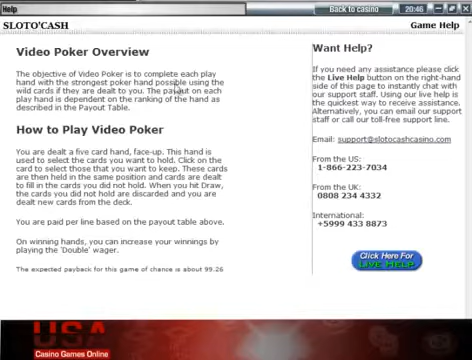 Help
Back to casino
20:46
SLOTO'CASH
Game Help
Video Poker Overview
The objective of Video Poker is to complete each play
hand with the strongest poker hand possible using the
wild cards if they are dealt to you. The payout on each
play hand is dependent on the ranking of the hand as
described in the Payout Table.
How to Play Video Poker
You are dealt a five card hand, face-up. This hand is
used to select the cards you want to hold. Click on the
card to select those that you want to keep. These cards
are then held in the same position and cards are dealt
to fill in the cards you did not hold. When you hit Draw,
the cards you did not hold are discarded and you are
dealt new cards from the deck.
You are paid per line based on the payout table above.
On winning hands, you can increase your winnings by
playing the 'Double' wager.
The expected payback for this game of chance is about 99.26
Want Help?
If you need any assistance please click
the Live Help button on the right-hand
side of this page to instantly chat with
our support staff. Using our live help is
the quickest way to receive assistance.
Alternatively, you can email our support
staff or call our toll-free support line.
Email: support@slotocashcasino.com
From the US:
1-866-223-7034
From the UK:
0808 234 4332
International:
+5999 433 8873
Click Here For
LIVE HELP
USA
Casino Games Online